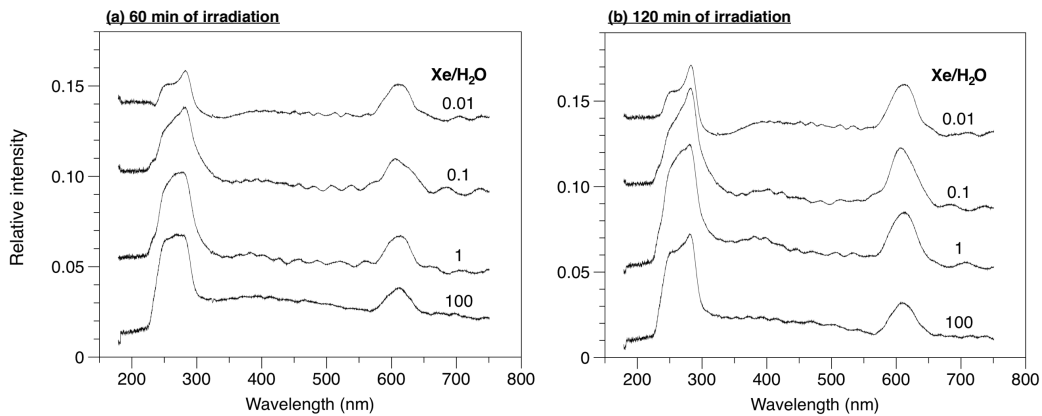 (a) 60 min of irradiation
Relative intensity
0.15
0.10
0.05
0
Xe/H₂O
0.01
0.1
1
100
200 300 400 500 600 700 800
Wavelength (nm)
(b) 120 min of irradiation
0.15
0.10
0.05
0
Xe/H₂O
0.01
0.1
1
100
200 300 400 500 600 700 800
Wavelength (nm)